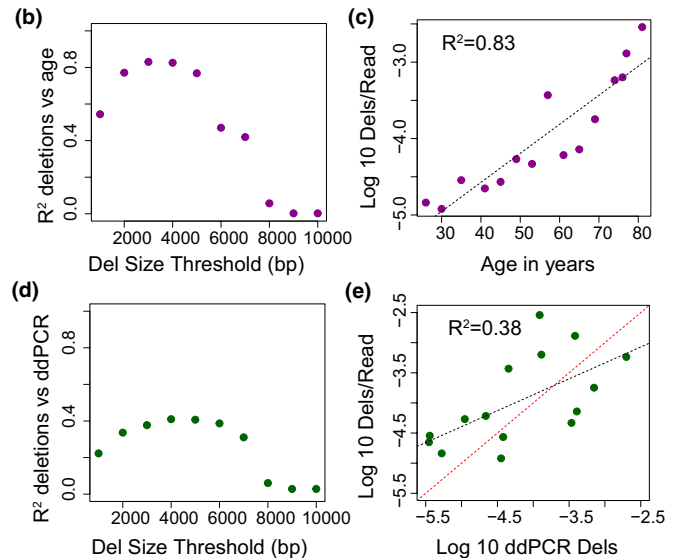 (b)
R² deletions vs age
0.8
0.4
0.0
2000 4000 6000 8000 10000
Del Size Threshold (bp)
(c)
R²=0.83
Log 10 Dels/Read
−3.0
−4.0
−5.0
30 40 50 60 70 80
Age in years
(d)
R² deletions vs ddPCR
0.8
0.4
0.0
2000 4000 6000 8000 10000
Del Size Threshold (bp)
(e)
R²=0.38
Log 10 Dels/Read
−2.5
−3.5
−4.5
−5.5
−5.5 −4.5 −3.5 −2.5
Log 10 ddPCR Dels